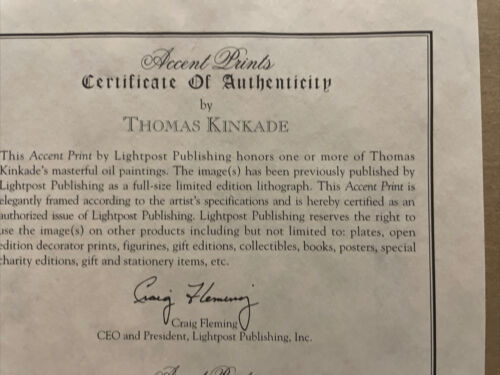 Accent Prints
Certificate Of Authenticity
by
THOMAS KINKADE
This Accent Print by Lightpost Publishing honors one or more of Thomas
Kinkade's masterful oil paintings. The image(s) has been previously published by
Lightpost Publishing as a full-size limited edition lithograph. This Accent Print is
elegantly framed according to the artist's specifications and is hereby certified as an
authorized issue of Lightpost Publishing. Lightpost Publishing reserves the right to
use the image(s) on other products including but not limited to: plates, open
edition decorator prints, figurines, gift editions, collectibles, books, posters, special
charity editions, gift and stationery items, etc.
Craig Fleming
Craig Fleming
CEO and President, Lightpost Publishing, Inc.
Accent Prints